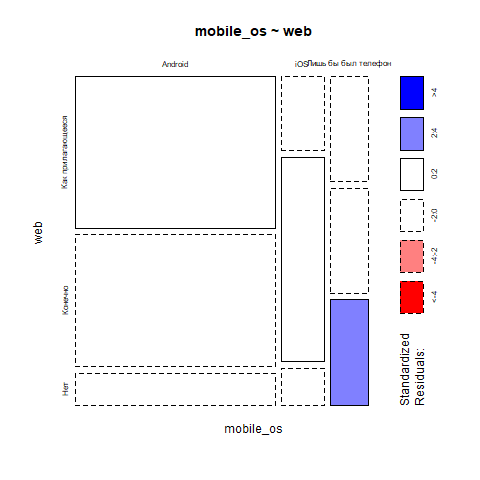 mobile_os ~ web
Android
iOS
Лишь бы был телефон
Как прилагающееся
Конечно
Нет
web
mobile_os
>4
2:4
0:2
-2:0
-4:-2
<-4
Standardized
Residuals: